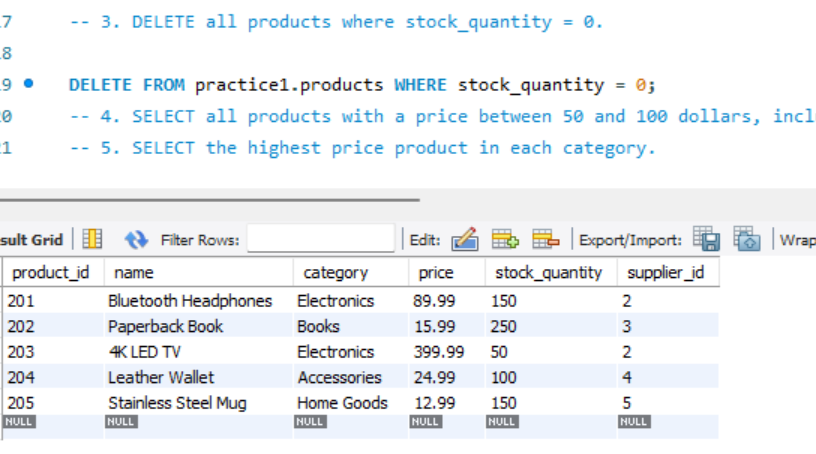 17 -- 3. DELETE all products where stock_quantity = 0.
18
19 DELETE FROM practice1.products WHERE stock_quantity = 0;
20 -- 4. SELECT all products with a price between 50 and 100 dollars, incl
21 -- 5. SELECT the highest price product in each category.
sult Grid Filter Rows: Edit: Export/Import: Wrap
product_id name category price stock_quantity supplier_id
201 Bluetooth Headphones Electronics 89.99 150 2
202 Paperback Book Books 15.99 250 3
203 4K LED TV Electronics 399.99 50 2
204 Leather Wallet Accessories 24.99 100 4
205 Stainless Steel Mug Home Goods 12.99 150 5
NULL NULL NULL NULL NULL NULL